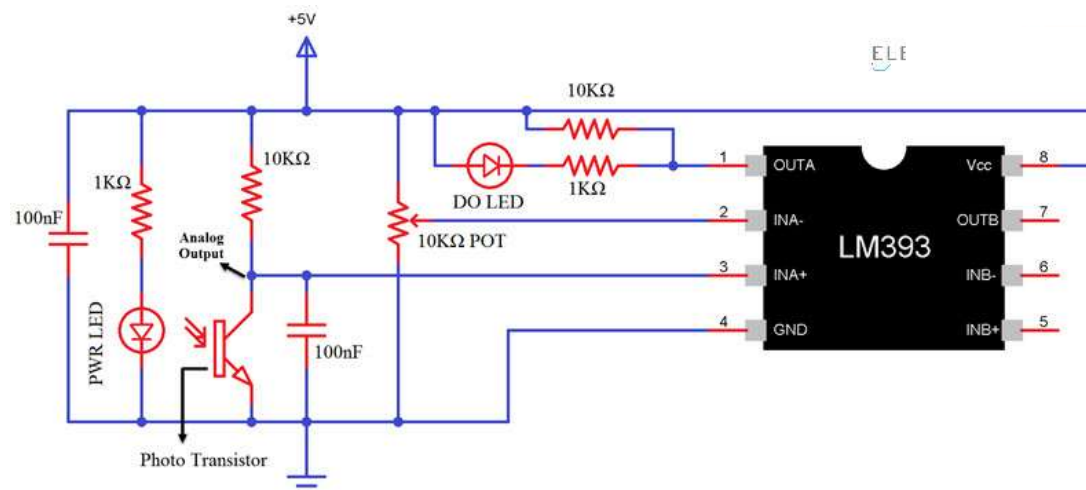 +5V
ELE
10KΩ
10KΩ
1KΩ
1 OUTA Vcc 8
DO LED
1KΩ
100nF
2 INA- OUTB 7
10KΩ POT
LM393
Analog
Output
3 INA+ INB- 6
PWR LED
100nF
4 GND INB+ 5
Photo Transistor